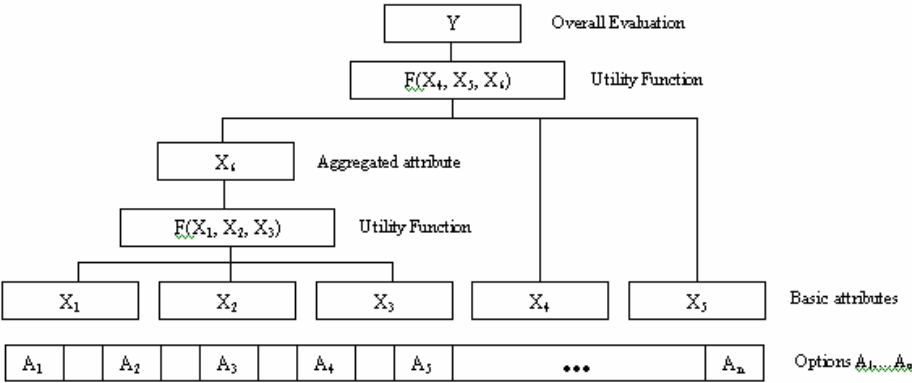 Y Overall Evaluation
F(X₄, X₅, X₆) Utility Function
X₆ Aggregated attribute
F(X₁, X₂, X₃) Utility Function
X₁ X₂ X₃ X₄ X₅ Basic attributes
A₁ A₂ A₃ A₄ A₅ ••• Aₙ Options A₁...Aₙ